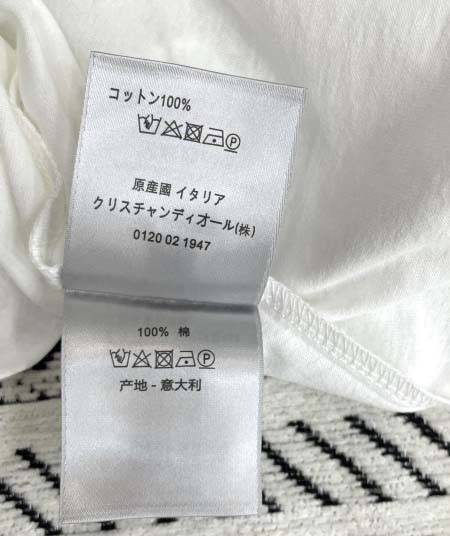 コットン100%
P
原産國 イタリア
クリスチャンディオール(株)
0120 02 1947
100% 棉
P
产地 - 意大利